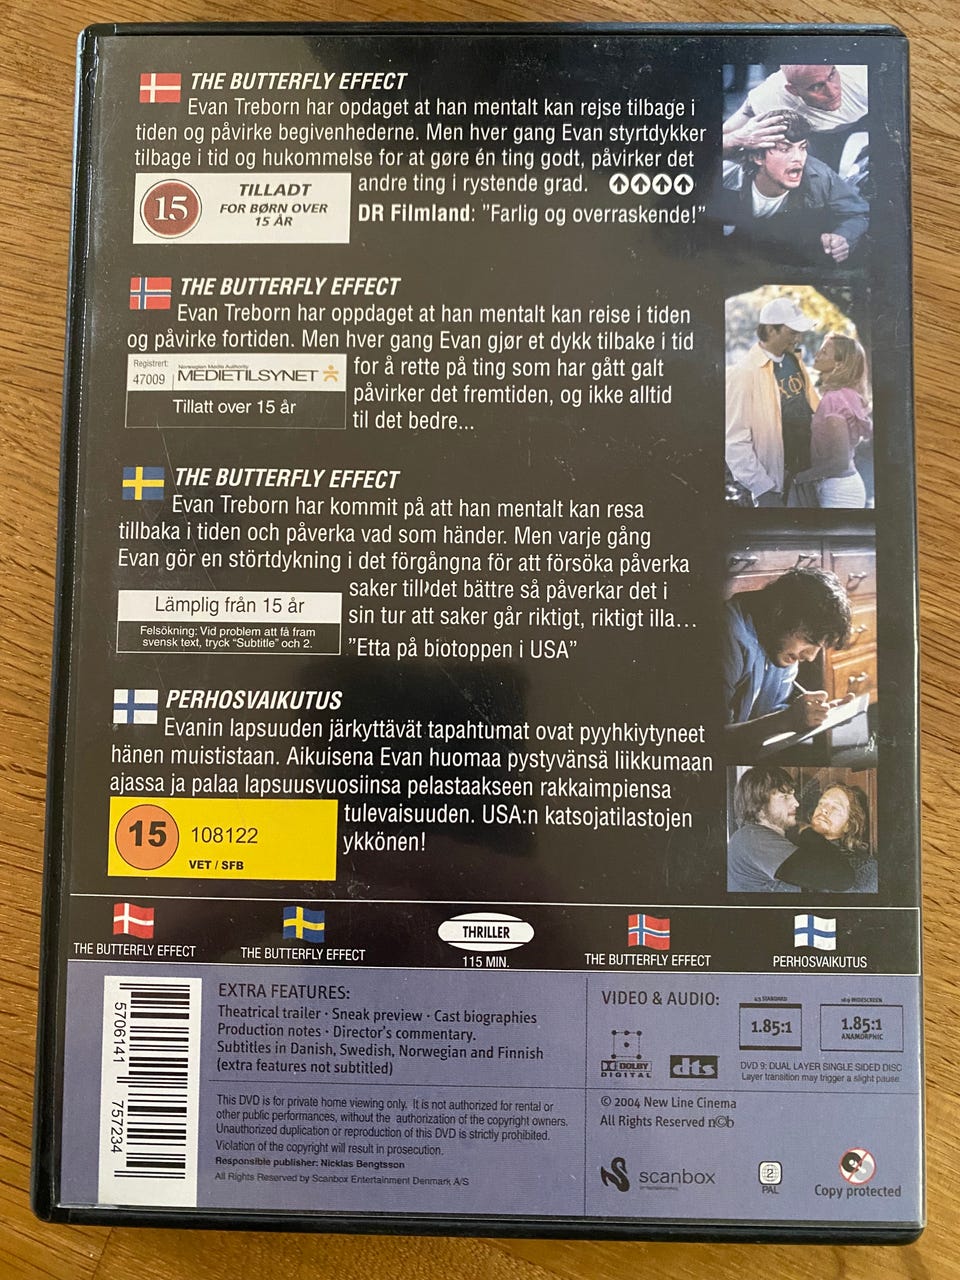 THE BUTTERFLY EFFECT
Evan Treborn har opdaget at han mentalt kan rejse tilbage i
tiden og påvirke begivenhederne. Men hver gang Evan styrtdykker
tilbage i tid og hukommelse for at gøre én ting godt, påvirker det
andre ting i rystende grad.
DR Filmland: ”Farlig og overraskende!”
15
TILLADT
FOR BØRN OVER
15 ÅR
THE BUTTERFLY EFFECT
Evan Treborn har oppdaget at han mentalt kan reise i tiden
og påvirke fortiden. Men hver gang Evan gjør et dykk tilbake i tid
for å rette på ting som har gått galt
påvirker det fremtiden, og ikke alltid
til det bedre...
Registrert:
47009
Norwegian Media Authority
MEDIETILSYNET
Tillatt over 15 år
THE BUTTERFLY EFFECT
Evan Treborn har kommit på att han mentalt kan resa
tillbaka i tiden och påverka vad som händer. Men varje gång
Evan gör en störtdykning i det förgångna för att försöka påverka
saker till det bättre så påverkar det i
sin tur att saker går riktigt, riktigt illa...
”Etta på biotoppen i USA”
Lämplig från 15 år
Felsökning: Vid problem att få fram
svensk text, tryck "Subtitle" och 2.
PERHOSVAIKUTUS
Evanin lapsuuden järkyttävät tapahtumat ovat pyyhkiytyneet
hänen muististaan. Aikuisena Evan huomaa pystyvänsä liikkumaan
ajassa ja palaa lapsuusvuosiinsa pelastaakseen rakkaimpiensa
tulevaisuuden. USA:n katsojatilastojen
ykkönen!
15
108122
VET / SFB
THE BUTTERFLY EFFECT
THE BUTTERFLY EFFECT
THRILLER
115 MIN.
THE BUTTERFLY EFFECT
PERHOSVAIKUTUS
5706141 757234
EXTRA FEATURES:
Theatrical trailer · Sneak preview · Cast biographies
Production notes · Director's commentary.
Subtitles in Danish, Swedish, Norwegian and Finnish
(extra features not subtitled)
This DVD is for private home viewing only. It is not authorized for rental or
other public performances, without the authorization of the copyright owners.
Unauthorized duplication or reproduction of this DVD is strictly prohibited.
Violation of the copyright will result in prosecution.
Responsible publisher: Nicklas Bengtsson
All Rights Reserved by Scanbox Entertainment Denmark A/S
VIDEO & AUDIO:
DOLBY
DIGITAL
dts
4:3 STANDARD
1.85:1
16:9 WIDESCREEN
1.85:1
ANAMORPHIC
DVD 9: DUAL LAYER SINGLE SIDED DISC
Layer transition may trigger a slight pause
© 2004 New Line Cinema
All Rights Reserved n©b
scanbox
2
PAL
Copy protected